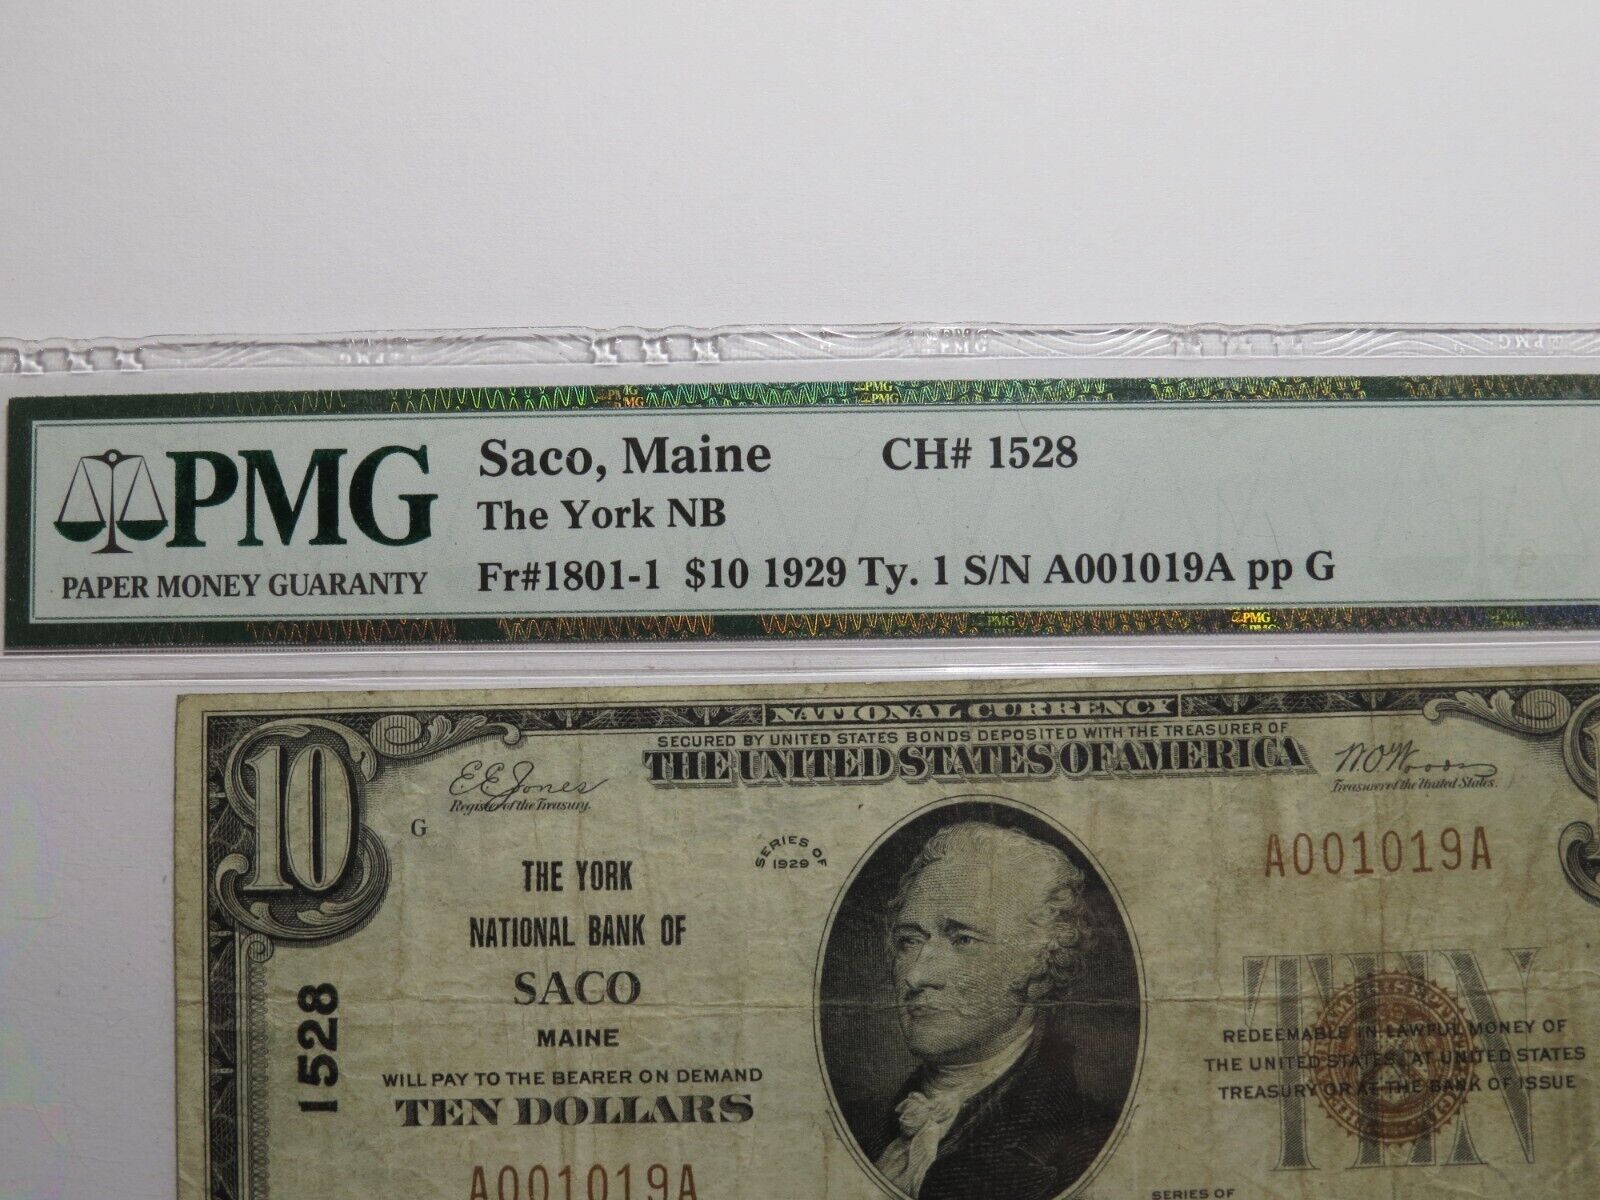 PMG
PAPER MONEY GUARANTY
Saco, Maine CH# 1528
The York NB
Fr#1801-1 $10 1929 Ty. 1 S/N A001019A pp G
NATIONAL CURRENCY
SECURED BY UNITED STATES BONDS DEPOSITED WITH THE TREASURER OF
THE UNITED STATES OF AMERICA
10
E.E. Jones
Register of the Treasury.
W.O. Woods
Treasurer of the United States.
G
SERIES OF
1929
A001019A
THE YORK
NATIONAL BANK OF
SACO
MAINE
1528
WILL PAY TO THE BEARER ON DEMAND
TEN DOLLARS
A001019A
TEN
REDEEMABLE IN LAWFUL MONEY OF
THE UNITED STATES, AT UNITED STATES
TREASURY OR AT THE BANK OF ISSUE
SERIES OF